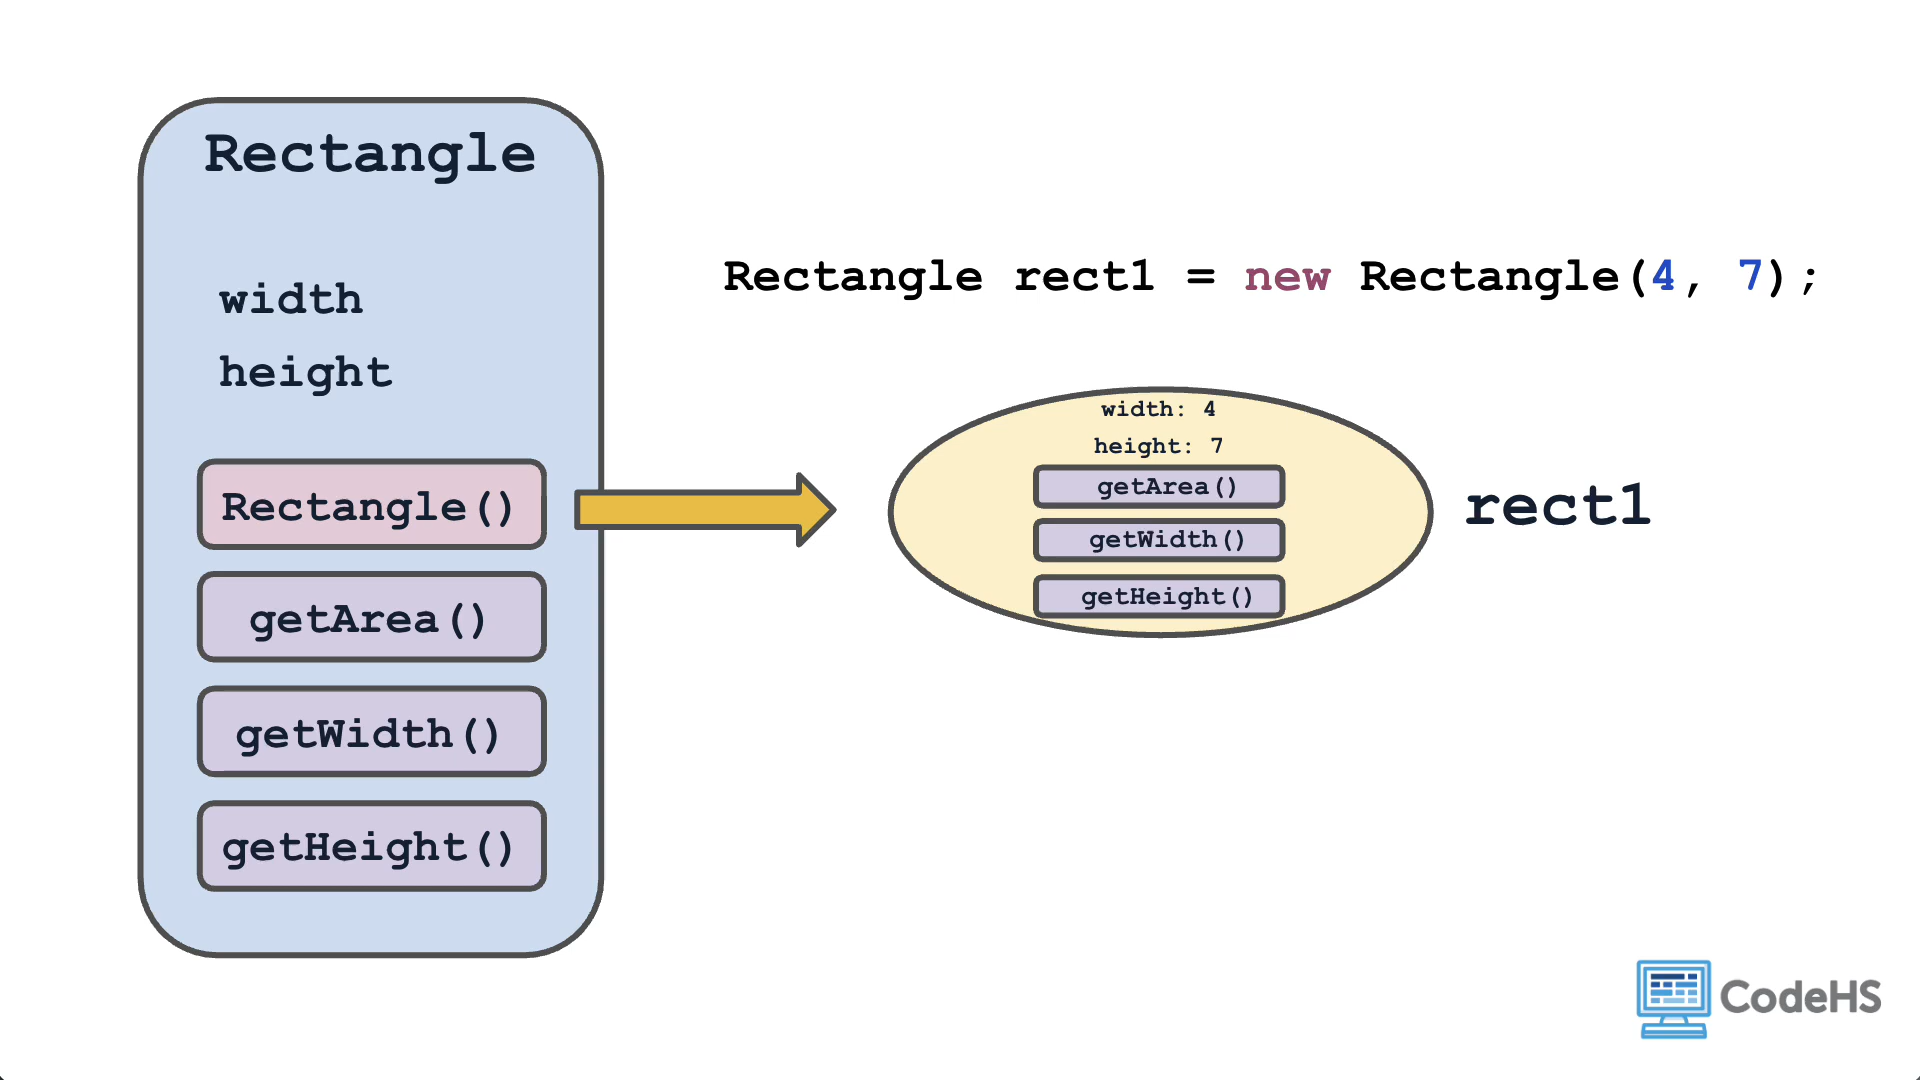 Rectangle
width
height
Rectangle()
getArea()
getWidth()
getHeight()
Rectangle rect1 = new Rectangle(4, 7);
width: 4
height: 7
getArea()
getWidth()
getHeight()
rect1
CodeHS